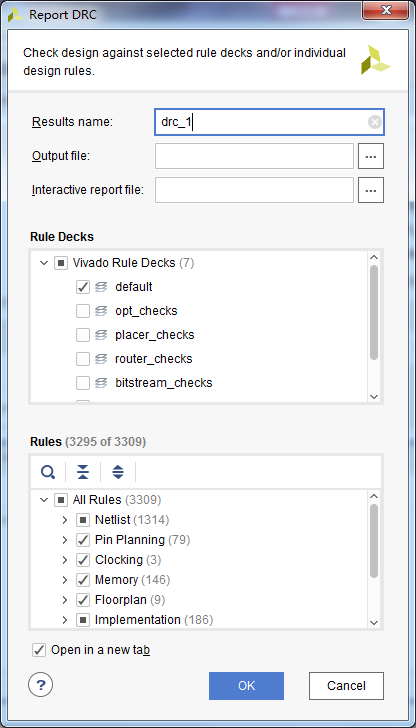 Report DRC
Check design against selected rule decks and/or individual
design rules.
Results name: drc_1
Output file: ...
Interactive report file: ...
Rule Decks
Vivado Rule Decks (7)
default
opt_checks
placer_checks
router_checks
bitstream_checks
Rules (3295 of 3309)
All Rules (3309)
Netlist (1314)
Pin Planning (79)
Clocking (3)
Memory (146)
Floorplan (9)
Implementation (186)
Open in a new tab
? OK Cancel